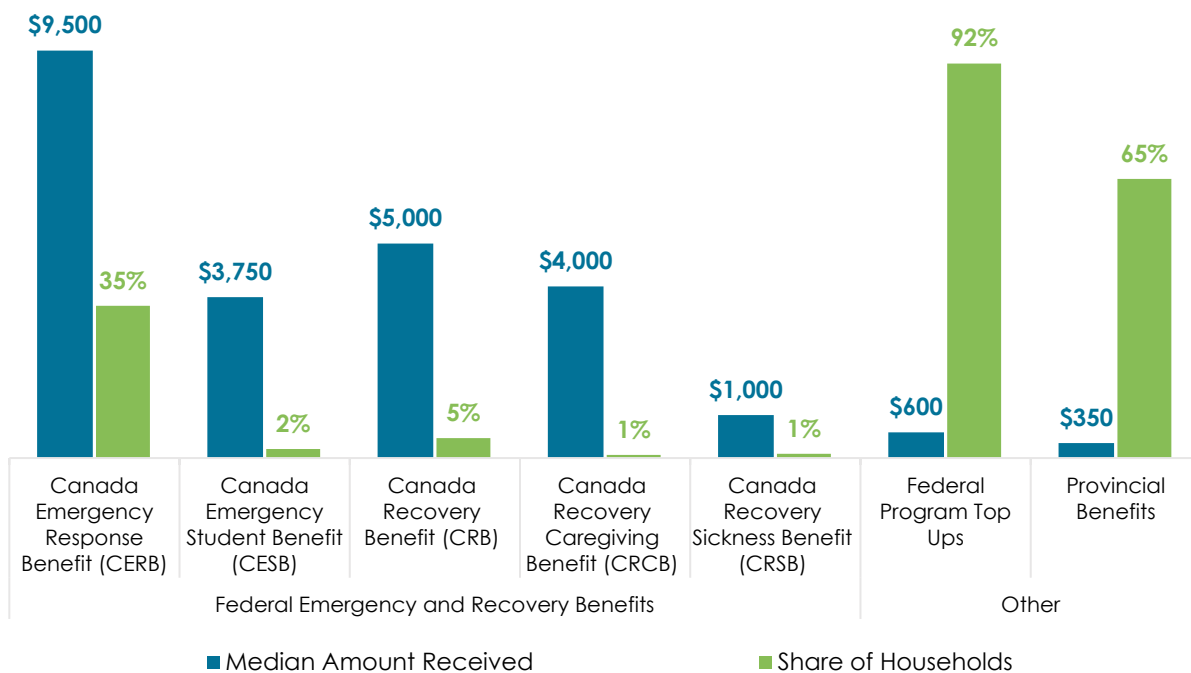 $9,500
35%
$3,750
2%
$5,000
5%
$4,000
1%
$1,000
1%
$600
92%
$350
65%
Canada
Emergency
Response
Benefit (CERB)
Canada
Emergency
Student Benefit
(CESB)
Canada
Recovery
Benefit (CRB)
Canada
Recovery
Caregiving
Benefit (CRCB)
Canada
Recovery
Sickness Benefit
(CRSB)
Federal
Program Top
Ups
Provincial
Benefits
Federal Emergency and Recovery Benefits
Other
Median Amount Received
Share of Households